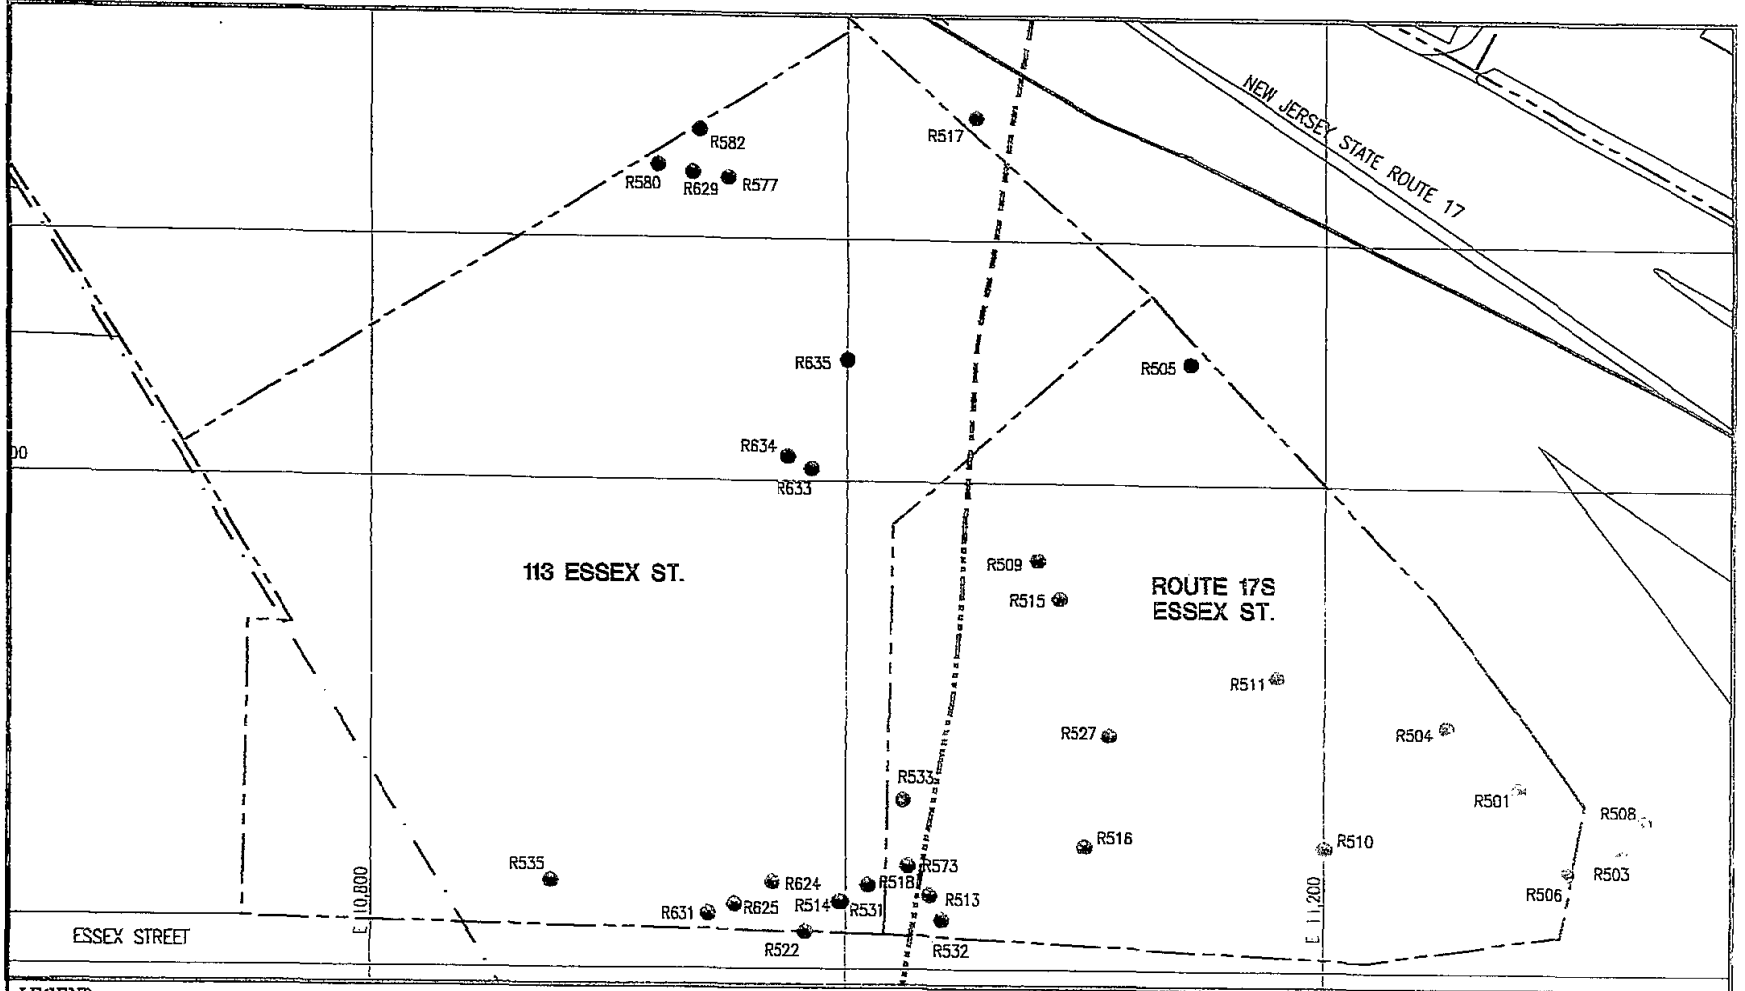 NEW JERSEY STATE ROUTE 17
R517
R582
R580
R629
R577
R635
R505
R634
00
R633
113 ESSEX ST.
R509
ROUTE 17S
ESSEX ST.
R515
R511
R527
R504
R533
R501
R508
R516
R510
R535
R573
R503
R624
R518
R506
R514
R513
R631
R625
R531
E 10,800
E 11,200
ESSEX STREET
R522
R532
LEGEND